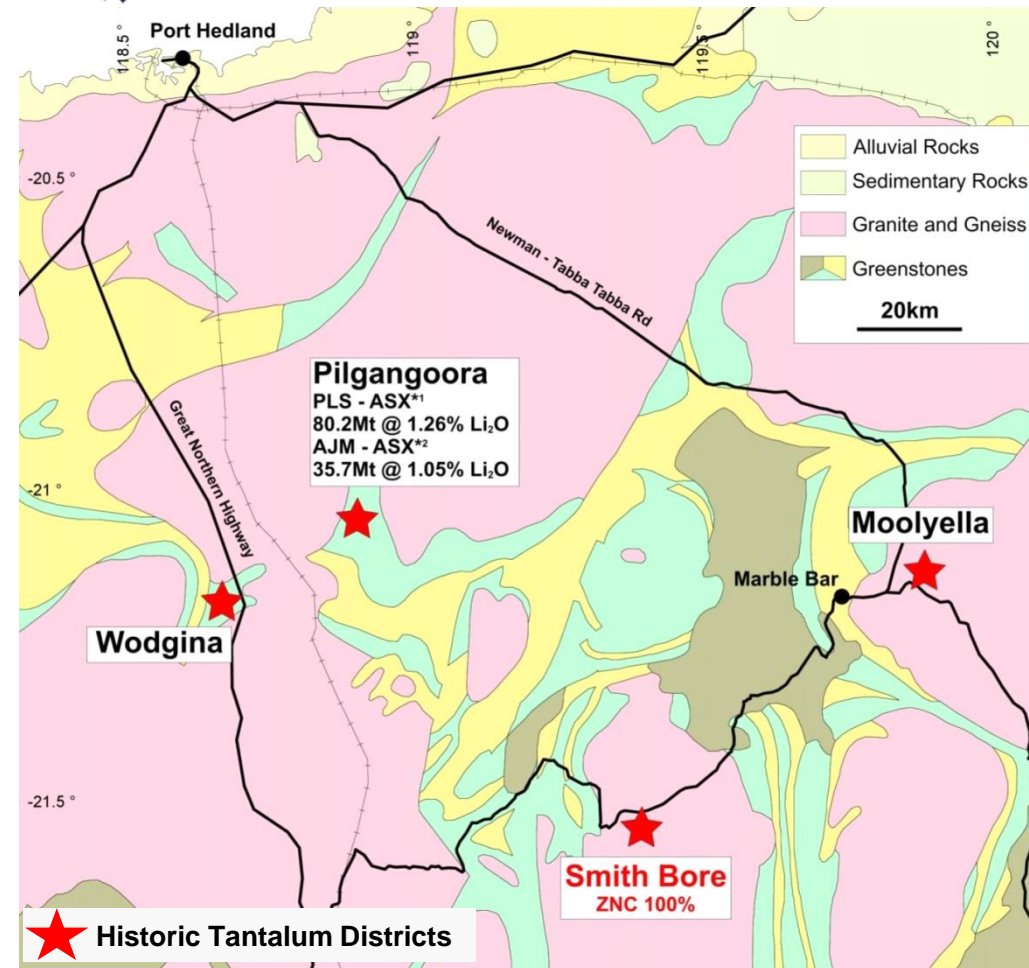 Port Hedland
118.5 °
119 °
119.5 °
120 °
Alluvial Rocks
Sedimentary Rocks
Granite and Gneiss
Greenstones
20km
-20.5 °
Newman - Tabba Tabba Rd
Pilgangoora
PLS - ASX*1
80.2Mt @ 1.26% Li₂O
AJM - ASX*2
35.7Mt @ 1.05% Li₂O
Great Northern Highway
-21 °
Moolyella
Marble Bar
Wodgina
-21.5 °
Smith Bore
ZNC 100%
Historic Tantalum Districts